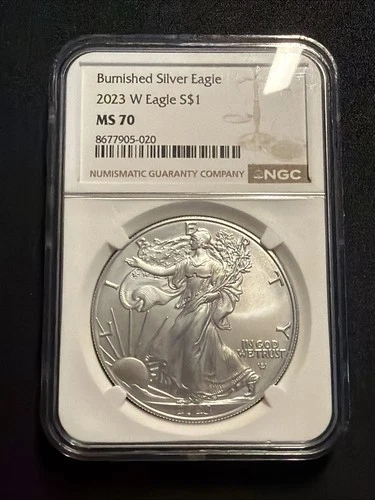 Burnished Silver Eagle
2023 W Eagle S$1
MS 70
8677905-020
NUMISMATIC GUARANTY COMPANY
NGC
LIBERTY
IN GOD
WE TRUST